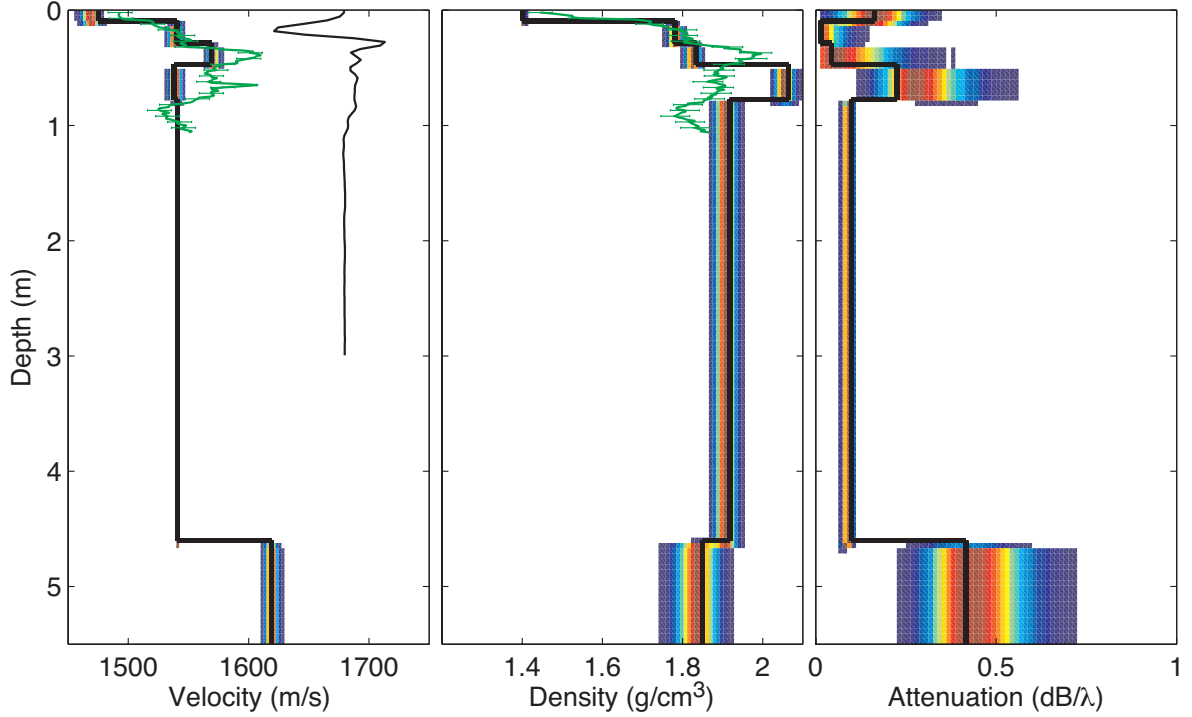 0
1
2
3
4
5
Depth (m)
1500 1600 1700
Velocity (m/s)
1.4 1.6 1.8 2
Density (g/cm³)
0 0.5 1
Attenuation (dB/λ)